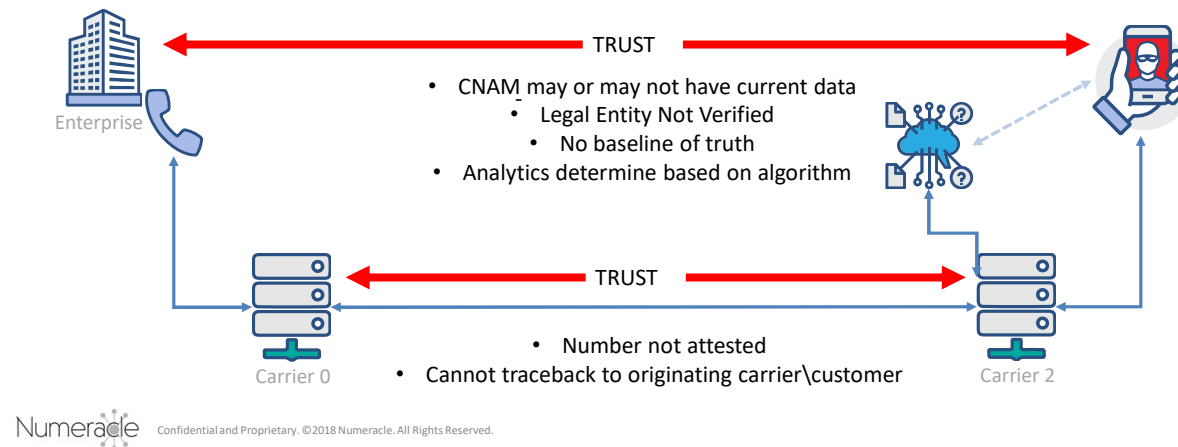 TRUST
• CNAM may or may not have current data
• Legal Entity Not Verified
• No baseline of truth
• Analytics determine based on algorithm
Enterprise
?
?
TRUST
• Number not attested
• Cannot traceback to originating carrier\customer
Carrier 0
Carrier 2
Numeracle
Confidential and Proprietary. ©2018 Numeracle. All Rights Reserved.